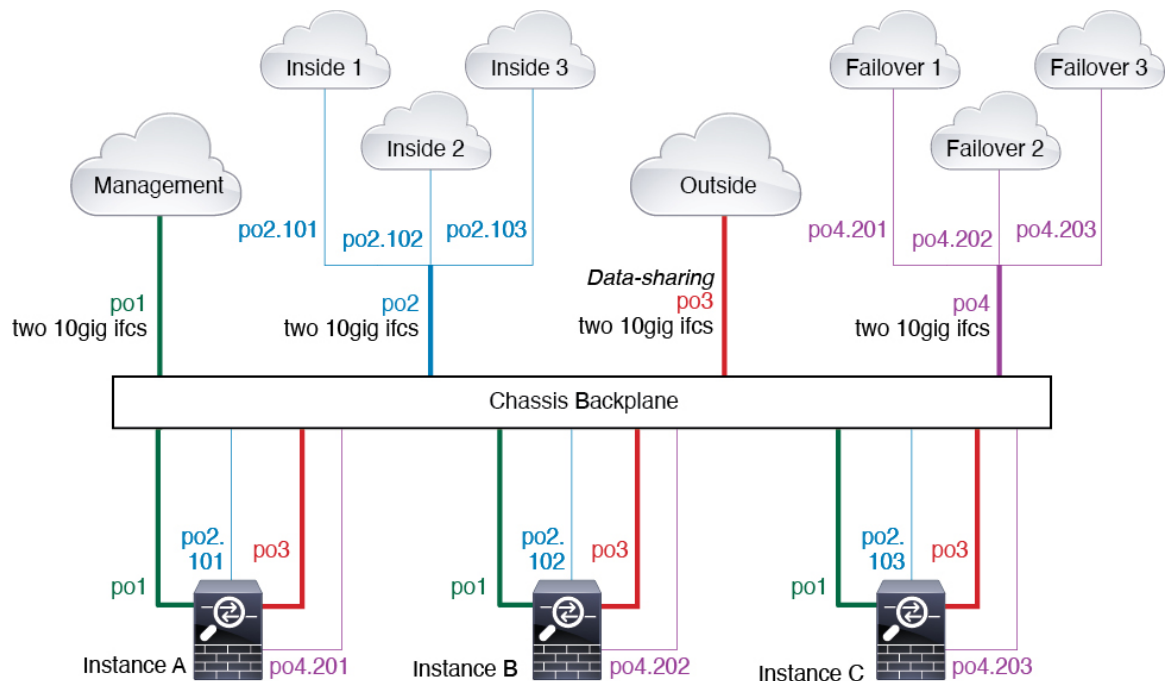 Inside 1
Inside 3
Failover 1
Failover 3
Inside 2
Failover 2
Management
Outside
po2.101
po2.102
po2.103
po4.201
po4.202
po4.203
Data-sharing
po1
two 10gig ifcs
po2
two 10gig ifcs
po3
two 10gig ifcs
po4
two 10gig ifcs
Chassis Backplane
po1
po2.
101
po3
po4.201
Instance A
po1
po2.
102
po3
po4.202
Instance B
po1
po2.
103
po3
po4.203
Instance C